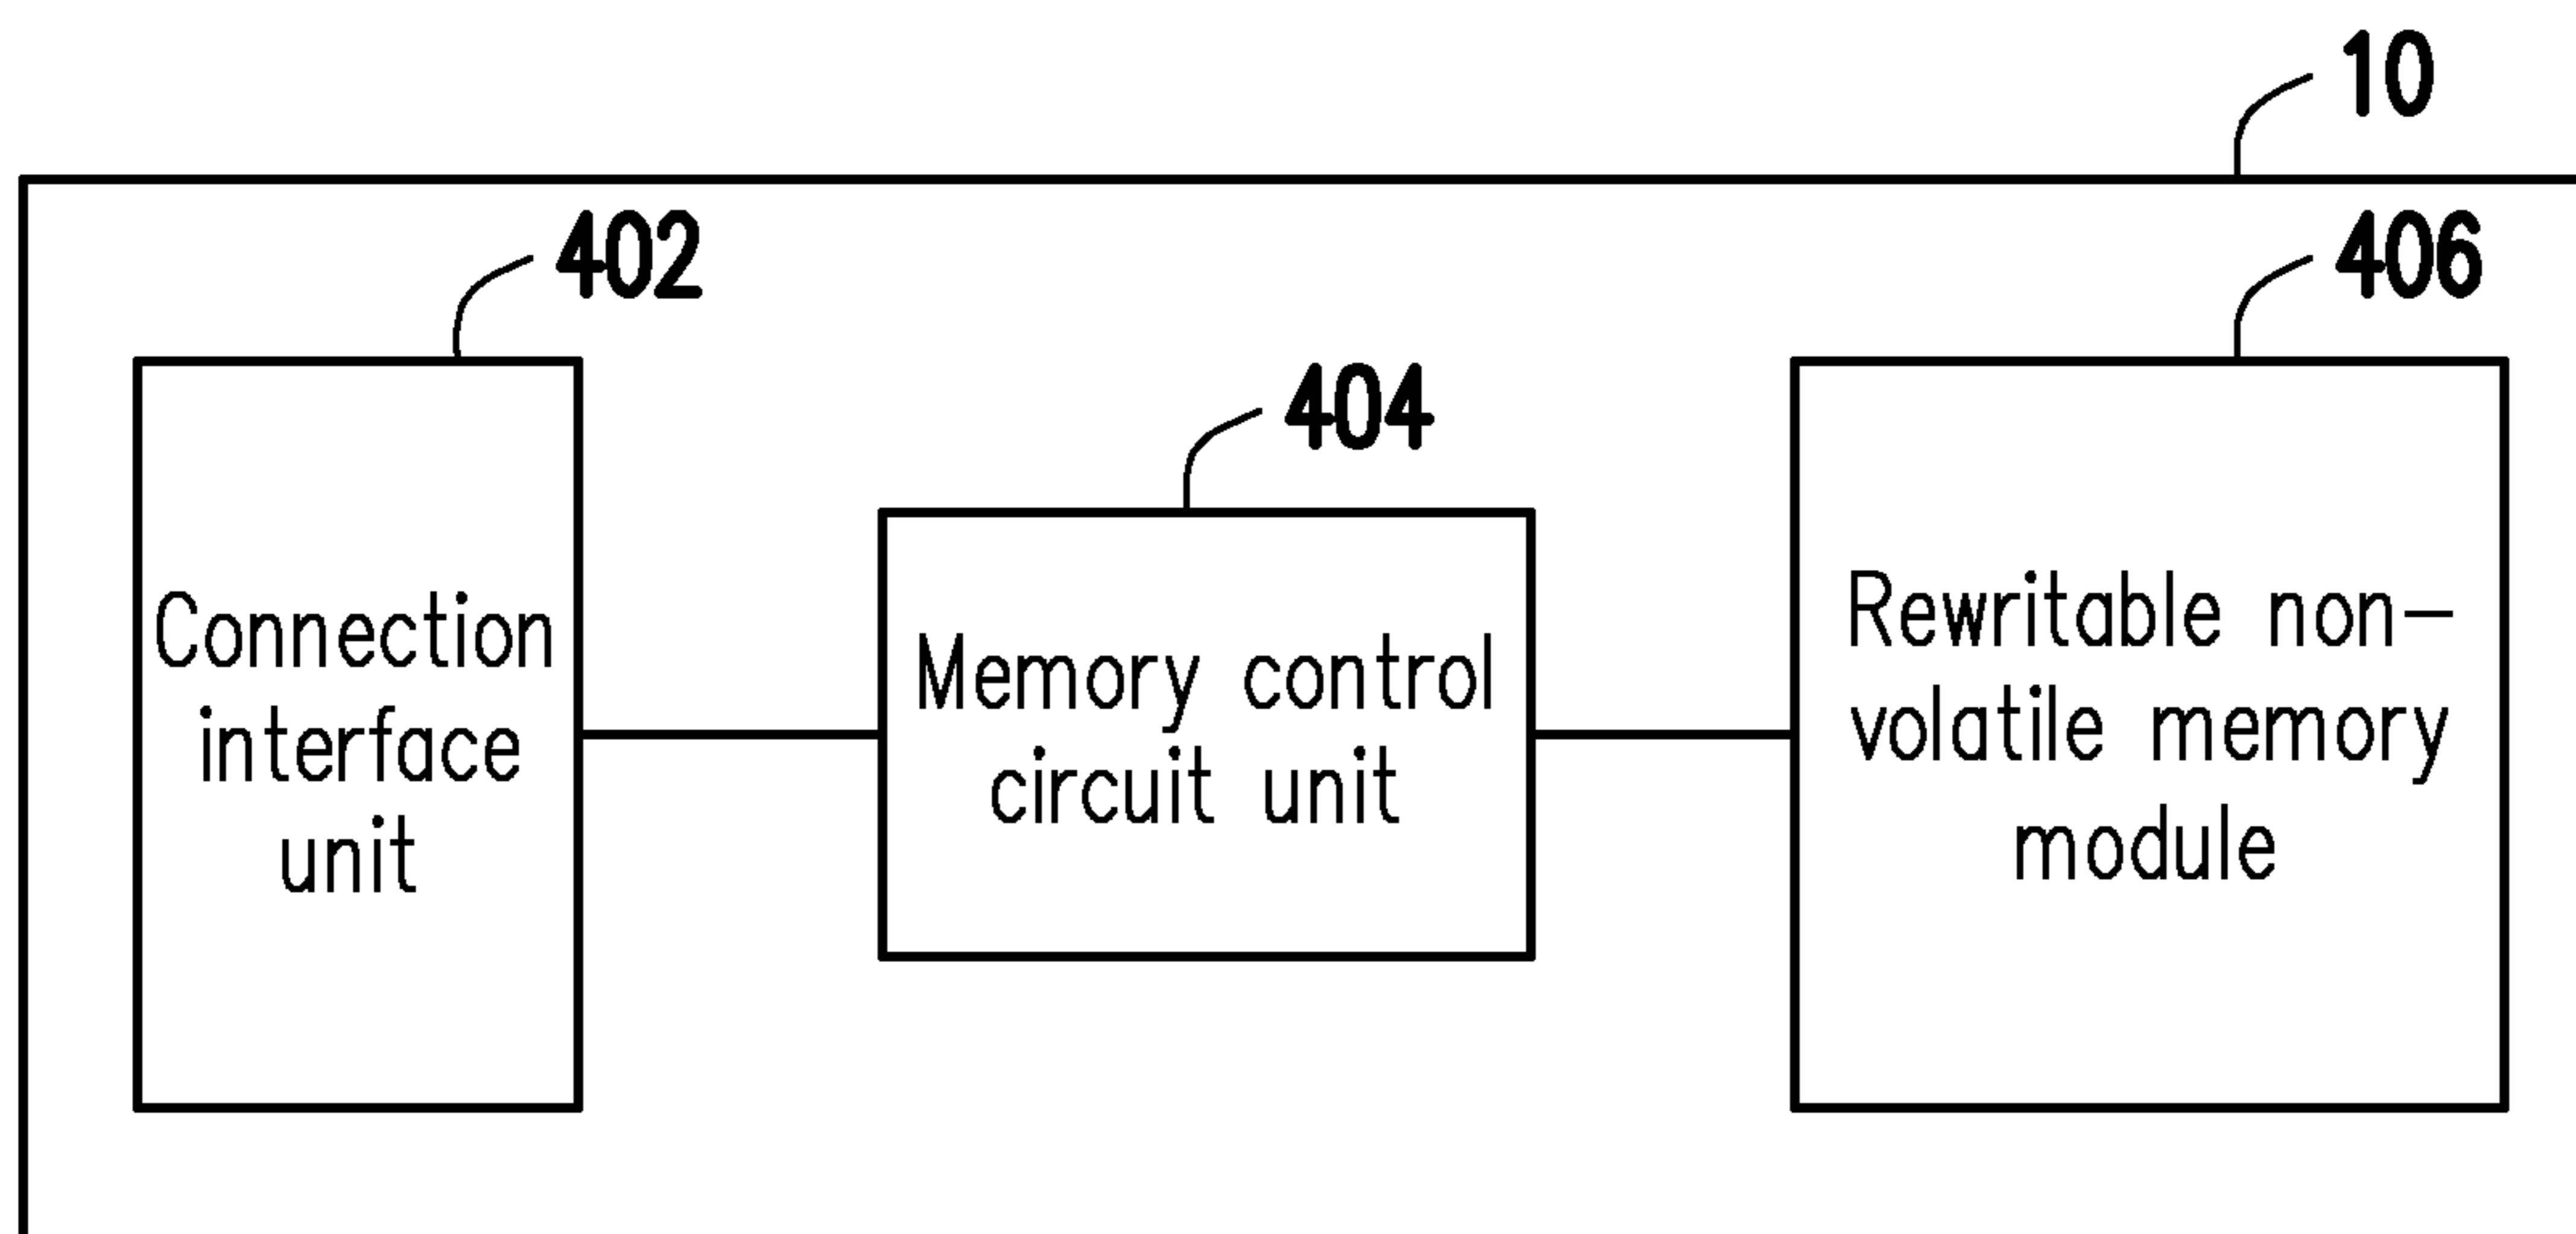 10
402
406
404
Connection
interface
unit
Memory control
circuit unit
Rewritable non-
volatile memory
module